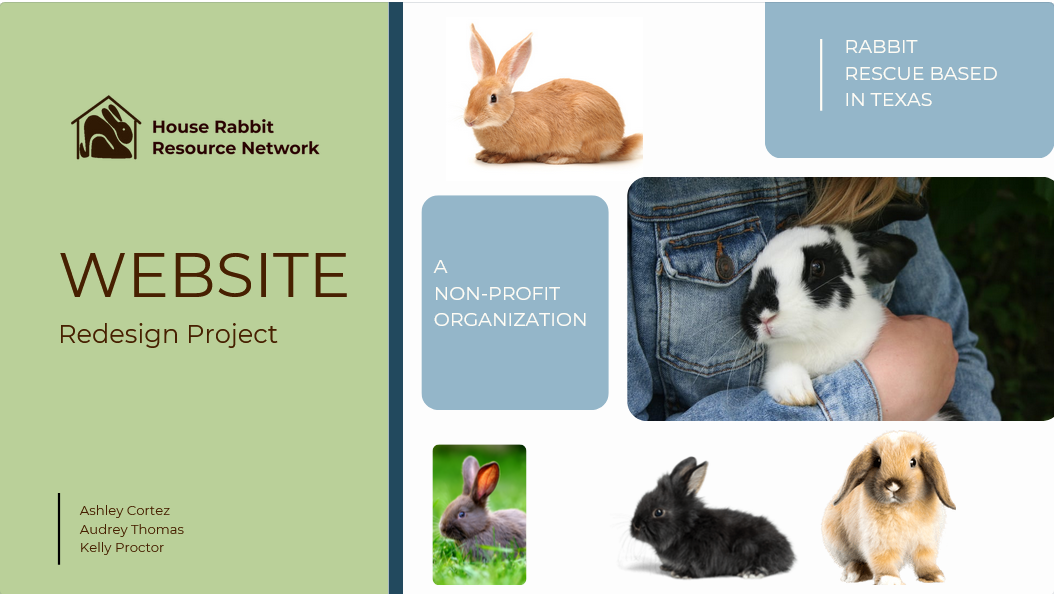 House Rabbit
Resource Network
WEBSITE
Redesign Project
Ashley Cortez
Audrey Thomas
Kelly Proctor
RABBIT
RESCUE BASED
IN TEXAS
A
NON-PROFIT
ORGANIZATION